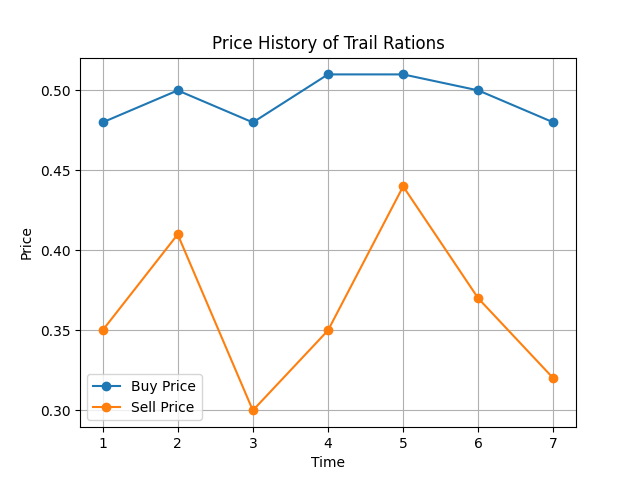 Price History of Trail Rations
Price
0.50
0.45
0.40
0.35
0.30
Buy Price
Sell Price
1 2 3 4 5 6 7
Time